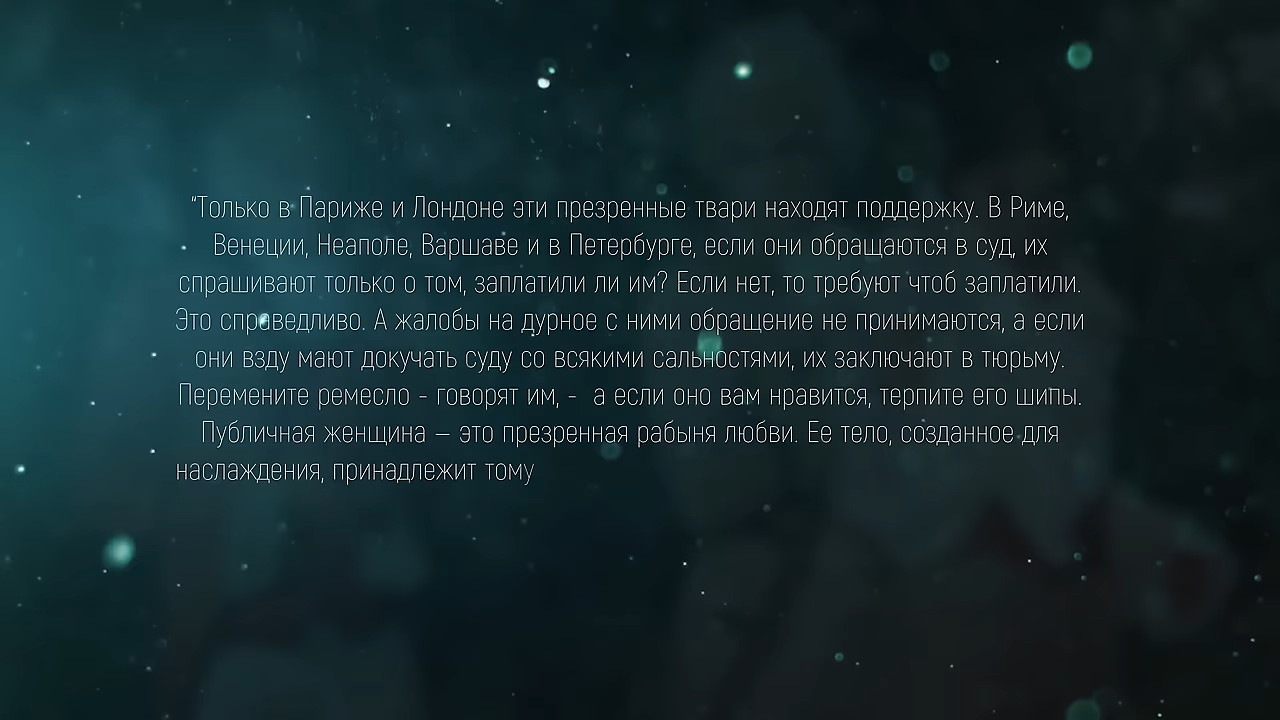 “Только в Париже и Лондоне эти презренные твари находят поддержку. В Риме,
Венеции, Неаполе, Варшаве и в Петербурге, если они обращаются в суд, их
спрашивают только о том, заплатили ли им? Если нет, то требуют чтоб заплатили.
Это справедливо. А жалобы на дурное с ними обращение не принимаются, а если
они взду мают докучать суду со всякими сальностями, их заключают в тюрьму.
Перемените ремесло - говорят им, -  а если оно вам нравится, терпите его шипы.
Публичная женщина – это презренная рабыня любви. Ее тело, созданное для
наслаждения, принадлежит тому